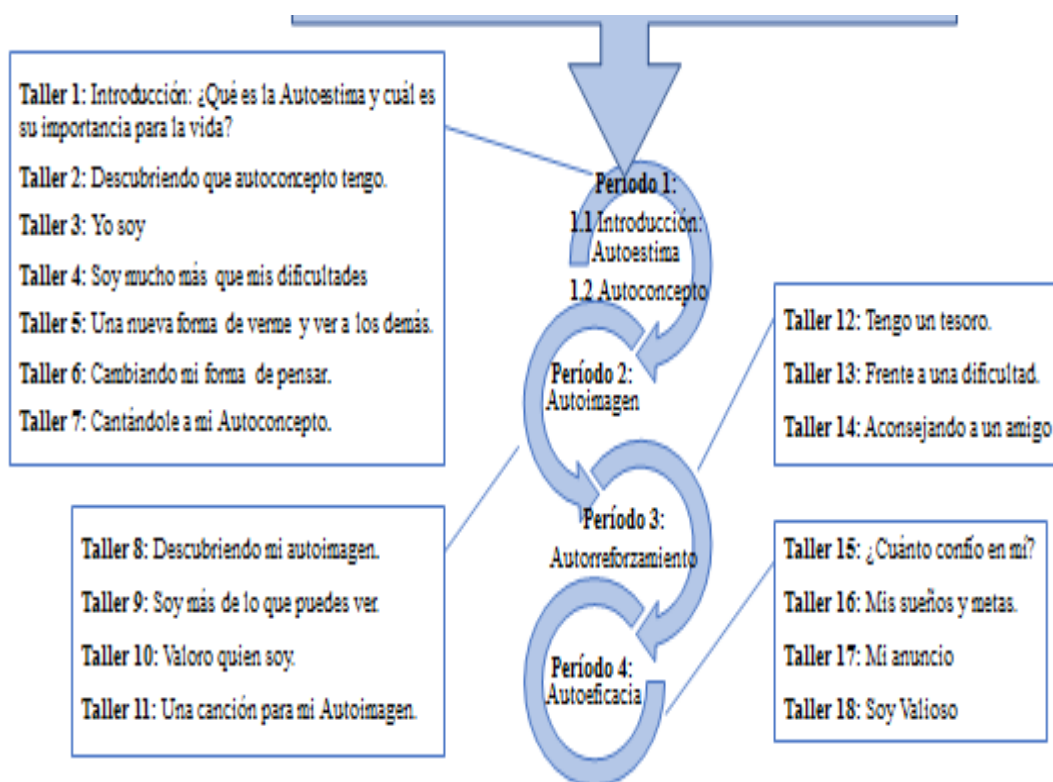 Taller 1: Introducción: ¿Qué es la Autoestima y cuál es
su importancia para la vida?
Taller 2: Descubriendo que autoconcepto tengo.
Taller 3: Yo soy
Taller 4: Soy mucho más que mis dificultades
Taller 5: Una nueva forma de verme y ver a los demás.
Taller 6: Cambiando mi forma de pensar.
Taller 7: Cantándole a mi Autoconcepto.
Período 1:
1.1 Introducción:
Autoestima
1.2 Autoconcepto
Período 2:
Autoimagen
Taller 8: Descubriendo mi autoimagen.
Taller 9: Soy más de lo que puedes ver.
Taller 10: Valoro quien soy.
Taller 11: Una canción para mi Autoimagen.
Período 3:
Autorreforzamiento
Taller 12: Tengo un tesoro.
Taller 13: Frente a una dificultad.
Taller 14: Aconsejando a un amigo
Período 4:
Autoeficacia
Taller 15: ¿Cuánto confío en mí?
Taller 16: Mis sueños y metas.
Taller 17: Mi anuncio
Taller 18: Soy Valioso